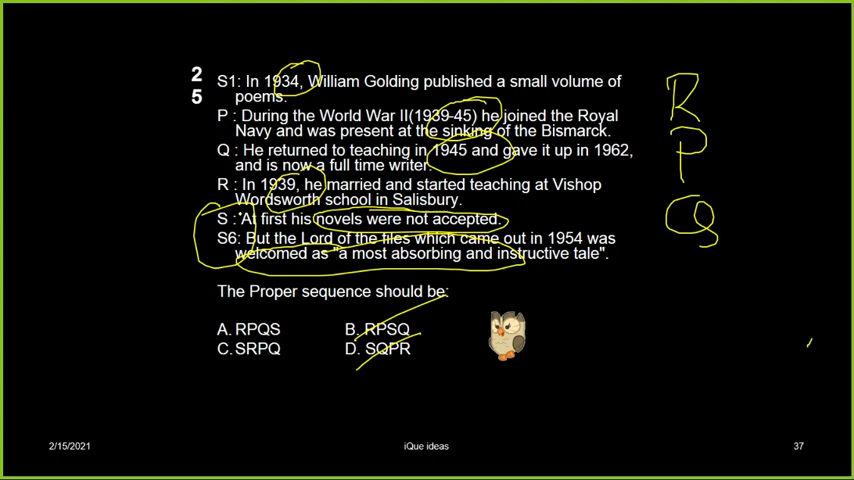 2
5
S1: In 1934, William Golding published a small volume of
poems.
P : During the World War II(1939-45) he joined the Royal
Navy and was present at the sinking of the Bismarck.
Q : He returned to teaching in 1945 and gave it up in 1962,
and is now a full time writer.
R : In 1939, he married and started teaching at Vishop
Wordsworth school in Salisbury.
S : At first his novels were not accepted.
S6: But the Lord of the files which came out in 1954 was
welcomed as "a most absorbing and instructive tale".
The Proper sequence should be:
A. RPQS B. RPSQ
C. SRPQ D. SQPR
R
P
Q
2/15/2021 iQue ideas 37